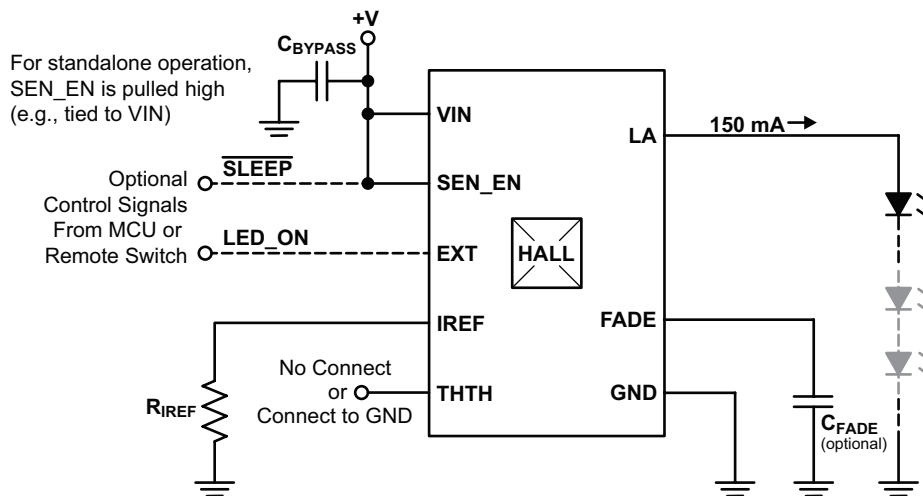 +V
CBYPASS
For standalone operation,
SEN_EN is pulled high
(e.g., tied to VIN)
VIN
LA
150 mA
SLEEP
SEN_EN
Optional
Control Signals
From MCU or
Remote Switch
LED_ON
EXT
HALL
IREF
FADE
No Connect
or
Connect to GND
THTH
GND
RIREF
CFADE
(optional)